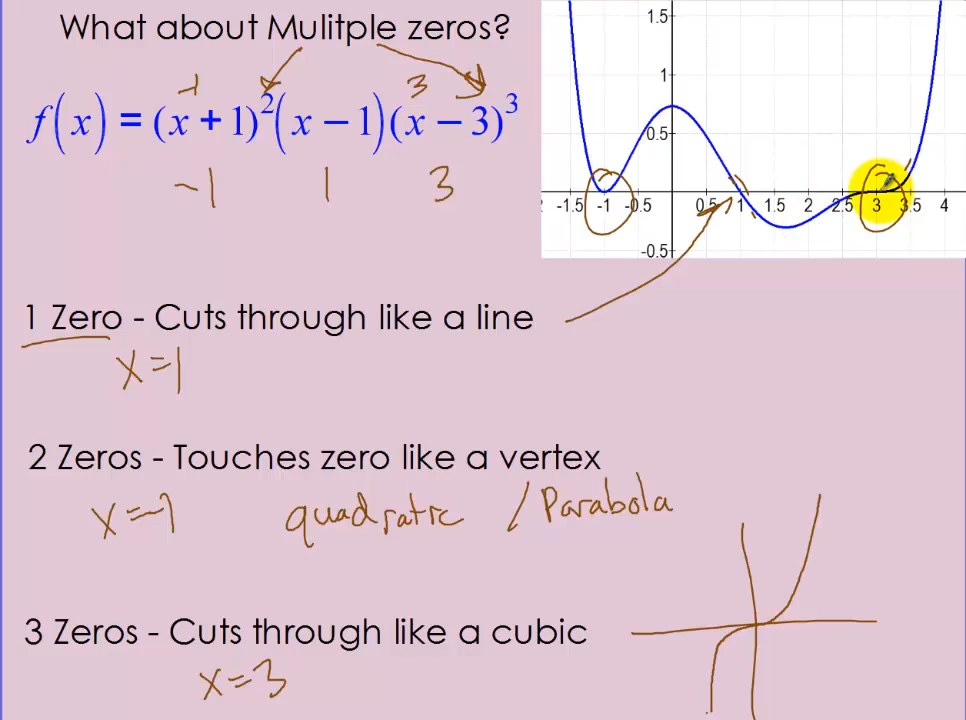 What about Mulitple zeros?
-1 3
f(x) = (x + 1)²(x − 1)(x − 3)³
-1 1 3
1.5
1
0.5
-1.5 -1 -0.5 0.5 1 1.5 2 2.5 3 3.5 4
-0.5
1 Zero - Cuts through like a line
x=1
2 Zeros - Touches zero like a vertex
x=-1 quadratic / Parabola
3 Zeros - Cuts through like a cubic
x=3